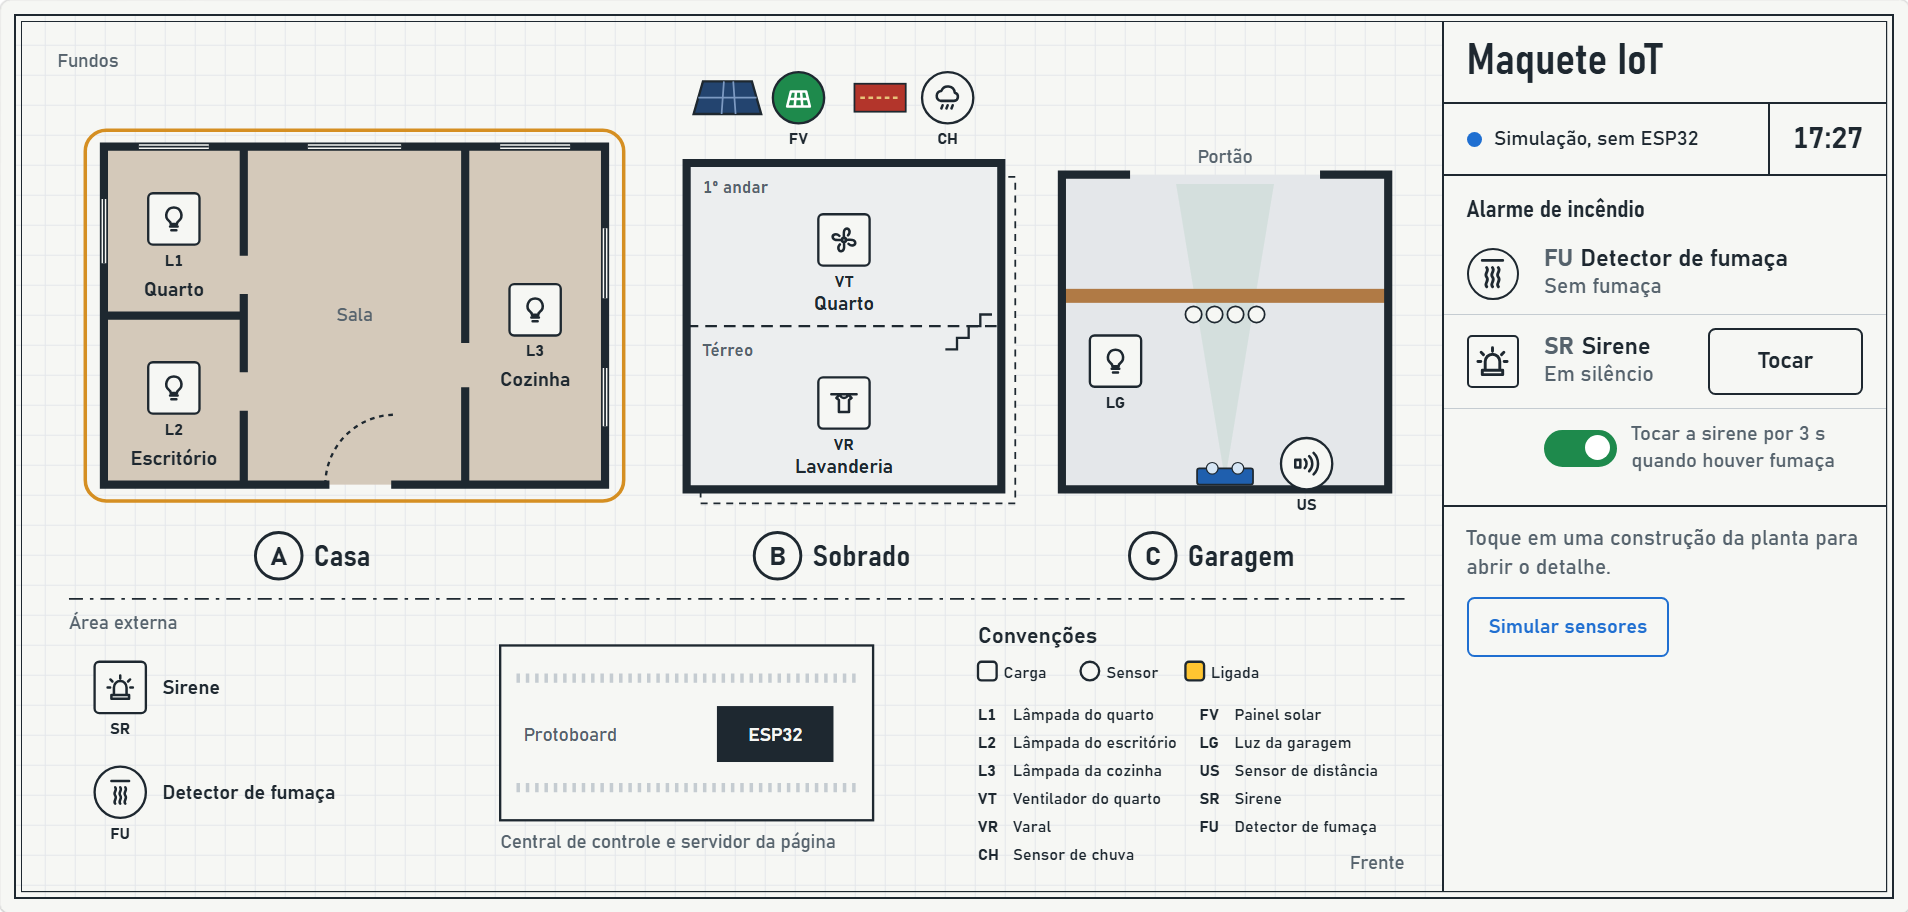 Fundos
FV
CH
Portão
L1
Quarto
L2
Escritório
Sala
L3
Cozinha
1° andar
VT
Quarto
Térreo
VR
Lavanderia
LG
US
A Casa
B Sobrado
C Garagem
Área externa
SR
Sirene
FU
Detector de fumaça
Protoboard
ESP32
Central de controle e servidor da página
Convenções
Carga
Sensor
Ligada
L1 Lâmpada do quarto
L2 Lâmpada do escritório
L3 Lâmpada da cozinha
VT Ventilador do quarto
VR Varal
CH Sensor de chuva
FV Painel solar
LG Luz da garagem
US Sensor de distância
SR Sirene
FU Detector de fumaça
Frente
Maquete IoT
Simulação, sem ESP32
17:27
Alarme de incêndio
FU Detector de fumaça
Sem fumaça
SR Sirene
Em silêncio
Tocar
Tocar a sirene por 3 s
quando houver fumaça
Toque em uma construção da planta para
abrir o detalhe.
Simular sensores